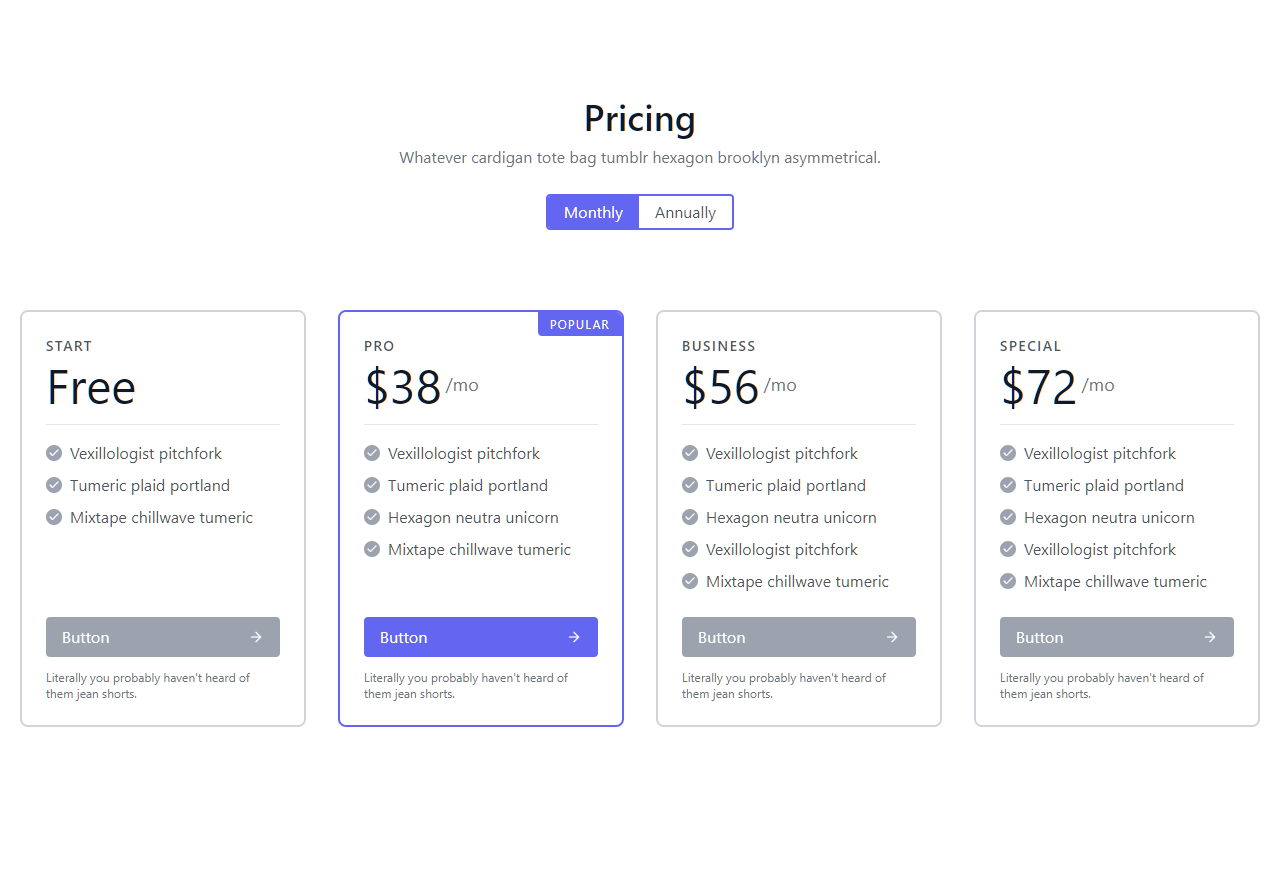 Pricing
Whatever cardigan tote bag tumblr hexagon brooklyn asymmetrical.
Monthly
Annually
START
Free
Vexillologist pitchfork
Tumeric plaid portland
Mixtape chillwave tumeric
Button
Literally you probably haven't heard of
them jean shorts.
POPULAR
PRO
$38 /mo
Vexillologist pitchfork
Tumeric plaid portland
Hexagon neutra unicorn
Mixtape chillwave tumeric
Button
Literally you probably haven't heard of
them jean shorts.
BUSINESS
$56 /mo
Vexillologist pitchfork
Tumeric plaid portland
Hexagon neutra unicorn
Vexillologist pitchfork
Mixtape chillwave tumeric
Button
Literally you probably haven't heard of
them jean shorts.
SPECIAL
$72 /mo
Vexillologist pitchfork
Tumeric plaid portland
Hexagon neutra unicorn
Vexillologist pitchfork
Mixtape chillwave tumeric
Button
Literally you probably haven't heard of
them jean shorts.